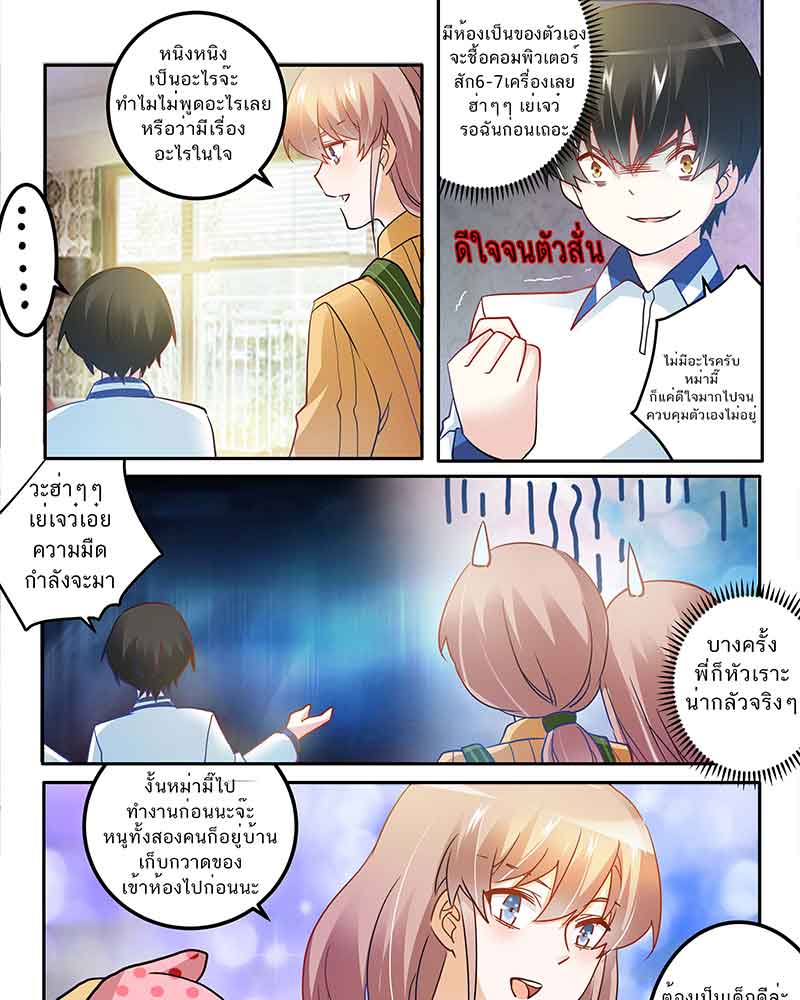 หนิงหนิง
เป็นอะไรจ๊ะ
ทำไมไม่พูดอะไรเลย
หรือว่ามีเรื่อง
อะไรในใจ
......
มีห้องเป็นของตัวเอง
จะซื้อคอมพิวเตอร์
สัก6-7เครื่องเลย
ฮ่าๆๆ เย่เจว๋
รอฉันก่อนเถอะ
ดีใจจนตัวสั่น
ไม่มีอะไรครับ
หม่ามี๊
ก็แค่ดีใจมากไปจน
ควบคุมตัวเองไม่อยู่
วะฮ่าๆๆ
เย่เจว๋เอ๋ย
ความมืด
กำลังจะมา
บางครั้ง
พี่ก็หัวเราะ
น่ากลัวจริงๆ
งั้นหม่ามี๊ไป
ทำงานก่อนนะจ๊ะ
หนูทั้งสองคนก็อยู่บ้าน
เก็บกวาดของ
เข้าห้องไปก่อนนะ
ต้องเป็นเด็กดีล่ะ